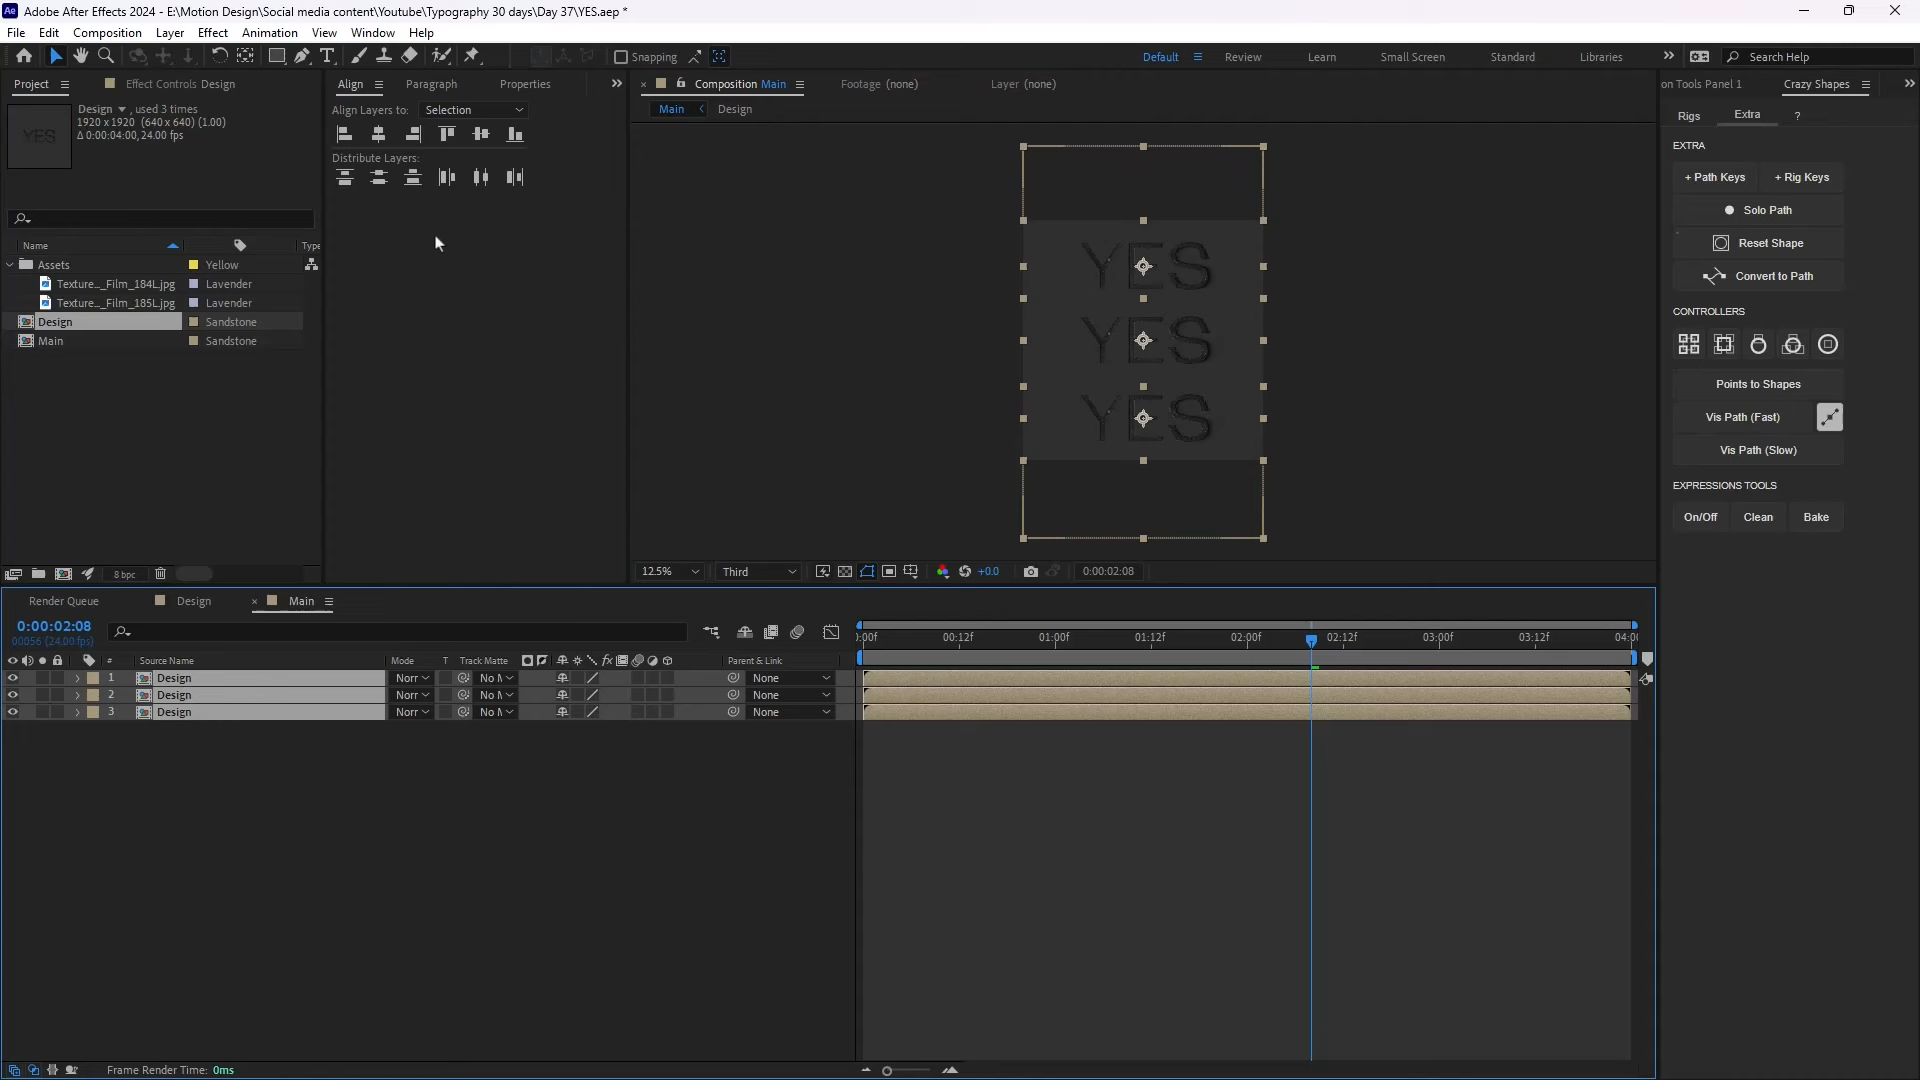 Adobe After Effects 2024 - E:\Motion Design\Social media content\Youtube\Typography 30 days\Day 37\YES.aep *
File Edit Composition Layer Effect Animation View Window Help
Snapping
Default Review Learn Small Screen Standard Libraries Search Help
Project Effect Controls Design
Align Paragraph Properties
Composition Main Footage (none) Layer (none)
on Tools Panel 1 Crazy Shapes
Design , used 3 times
1920 x 1920 (640 x 640) (1.00)
Δ 0:00:04:00, 24.00 fps
YES
Align Layers to: Selection
Distribute Layers:
Main Design
Rigs Extra ?
EXTRA
+ Path Keys + Rig Keys
Solo Path
Reset Shape
Convert to Path
CONTROLLERS
Points to Shapes
Vis Path (Fast)
Vis Path (Slow)
EXPRESSIONS TOOLS
On/Off Clean Bake
Name Type
Assets Yellow
Texture..._Film_184L.jpg Lavender
Texture..._Film_185L.jpg Lavender
Design Sandstone
Main Sandstone
YES
YES
YES
8 bpc
12.5% Third +0.0 0:00:02:08
Render Queue Design Main
0:00:02:08
00056 (24.00 fps)
):00f 00:12f 01:00f 01:12f 02:00f 02:12f 03:00f 03:12f 04:00
# Source Name Mode T Track Matte fx Parent & Link
1 Design Norr No M None
2 Design Norr No M None
3 Design Norr No M None
Frame Render Time: 0ms